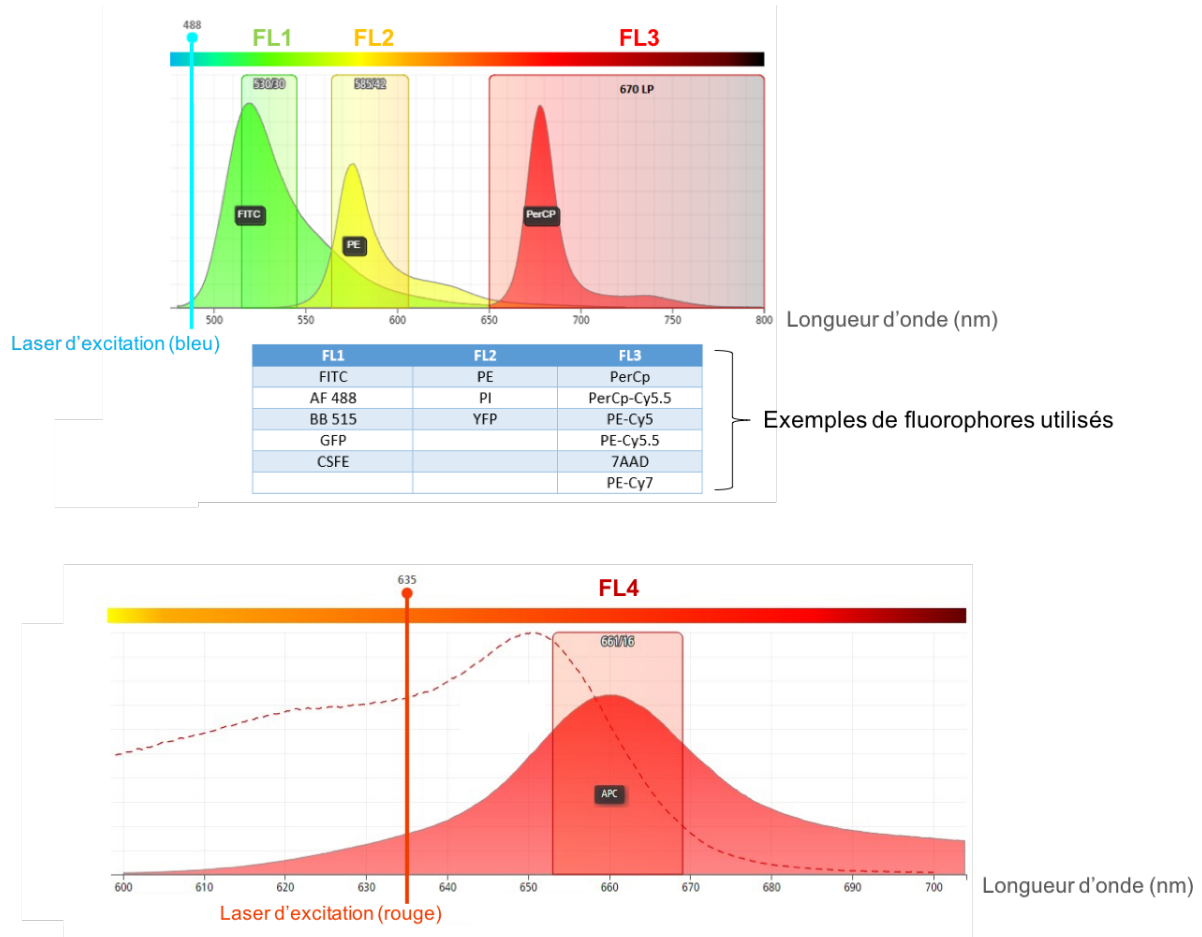 488
FL1 FL2 FL3
530/30 585/42 670 LP
FITC PE PerCP
500 550 600 650 700 750 800
Longueur d'onde (nm)
Laser d'excitation (bleu)
FL1 FL2 FL3
FITC PE PerCp
AF 488 PI PerCp-Cy5.5
BB 515 YFP PE-Cy5
GFP PE-Cy5.5
CSFE 7AAD
PE-Cy7
Exemples de fluorophores utilisés
635
FL4
661/16
APC
600 610 620 630 640 650 660 670 680 690 700
Longueur d'onde (nm)
Laser d'excitation (rouge)